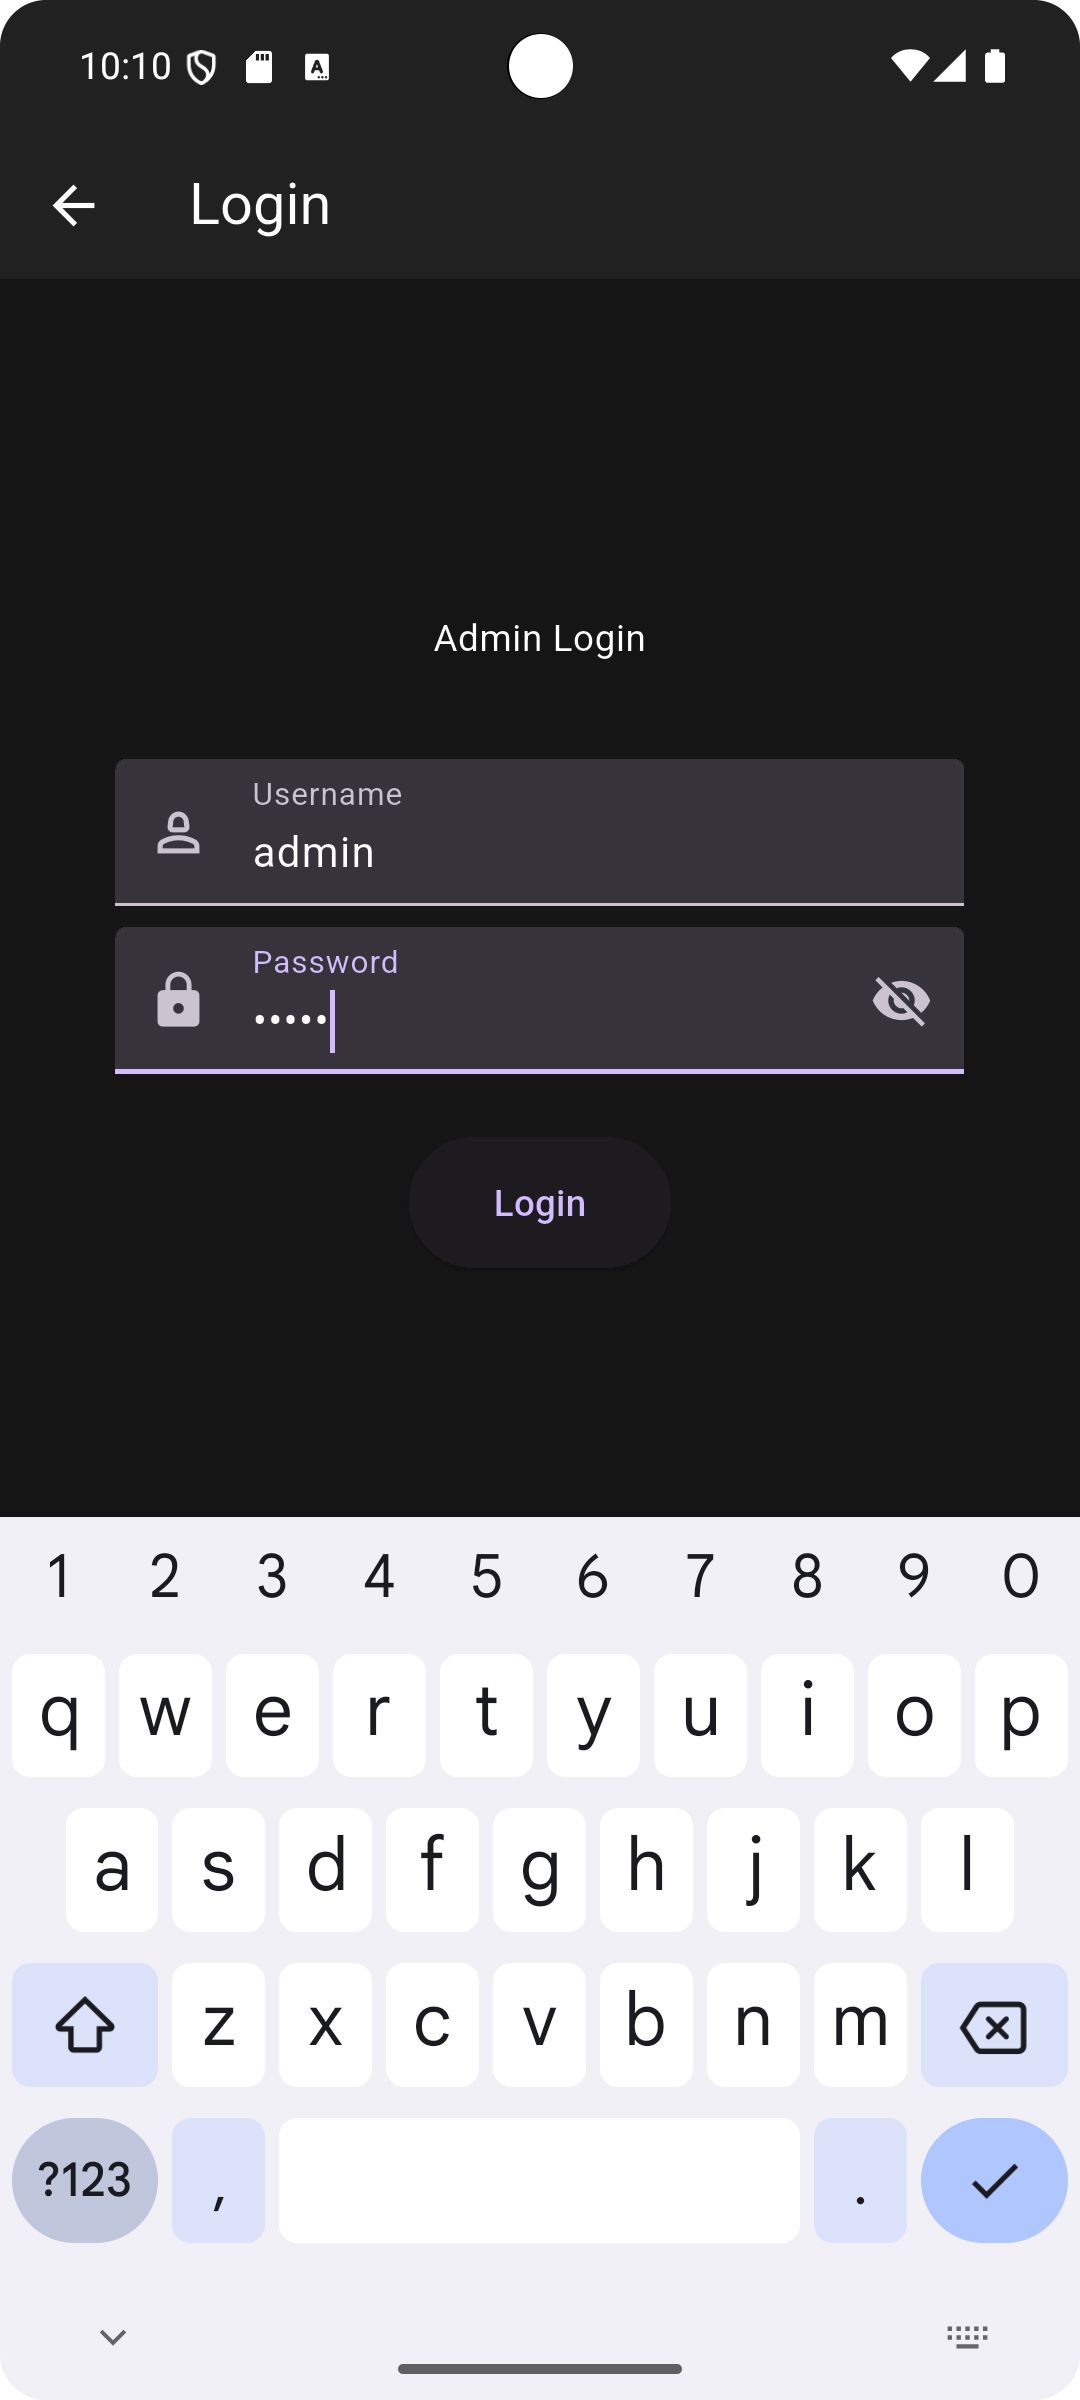 10:10
Login
Admin Login
Username
admin
Password
•••••
Login
1 2 3 4 5 6 7 8 9 0
q w e r t y u i o p
a s d f g h j k l
z x c v b n m
?123 , .